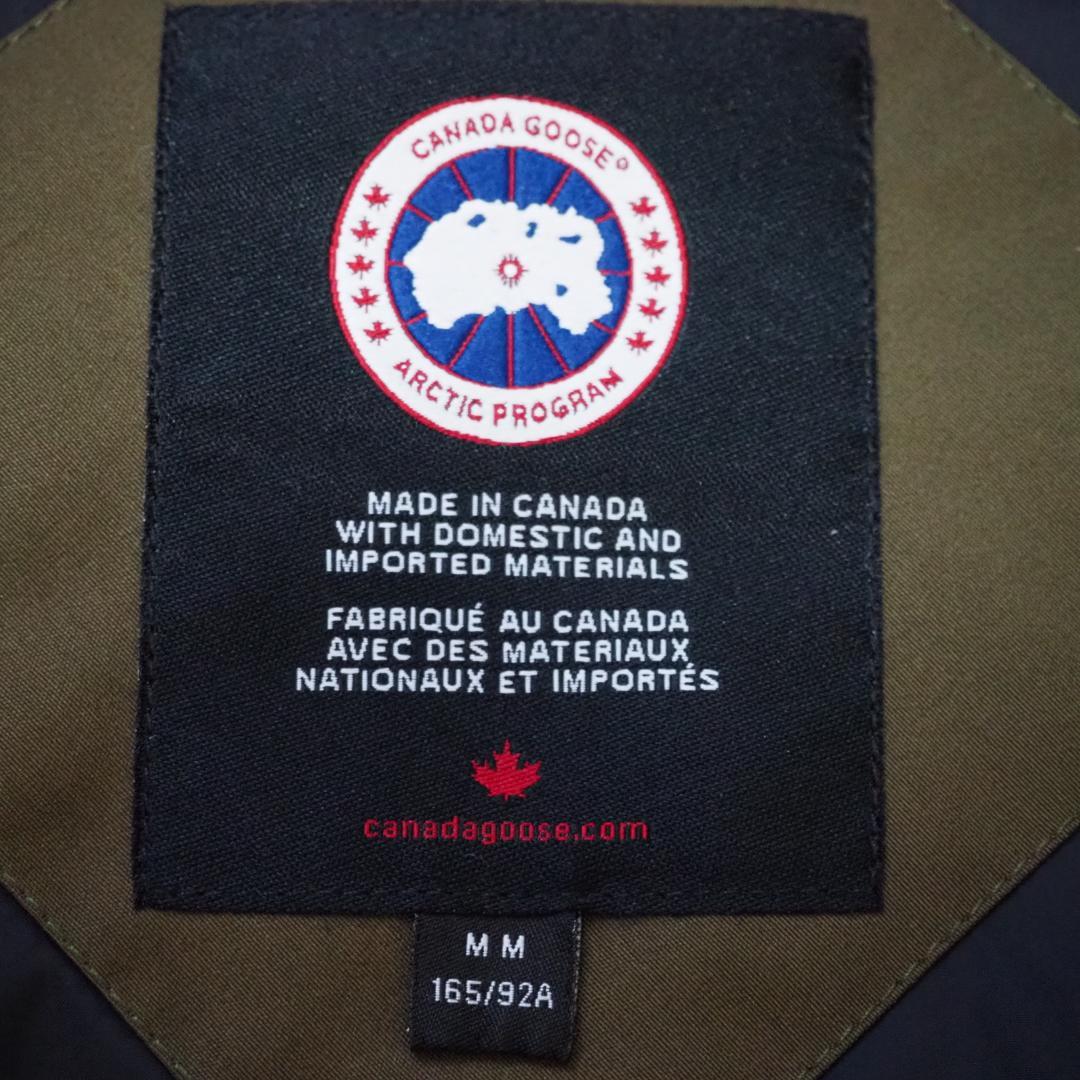 CANADA GOOSE®
ARCTIC PROGRAM
MADE IN CANADA
WITH DOMESTIC AND
IMPORTED MATERIALS
FABRIQUÉ AU CANADA
AVEC DES MATERIAUX
NATIONAUX ET IMPORTÉS
canadagoose.com
M M
165/92A